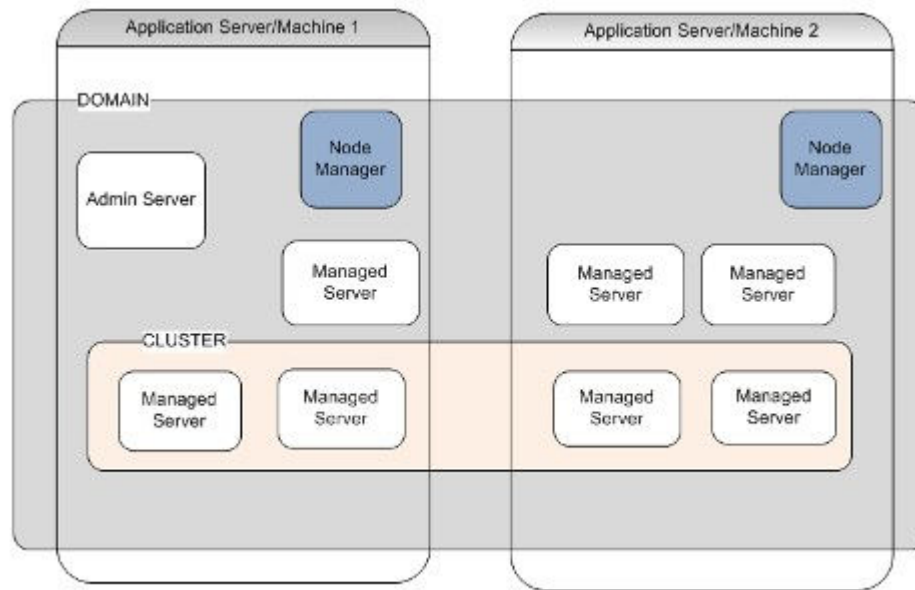 Application Server/Machine 1
Application Server/Machine 2
DOMAIN
Node
Manager
Node
Manager
Admin Server
Managed
Server
Managed
Server
Managed
Server
CLUSTER
Managed
Server
Managed
Server
Managed
Server
Managed
Server